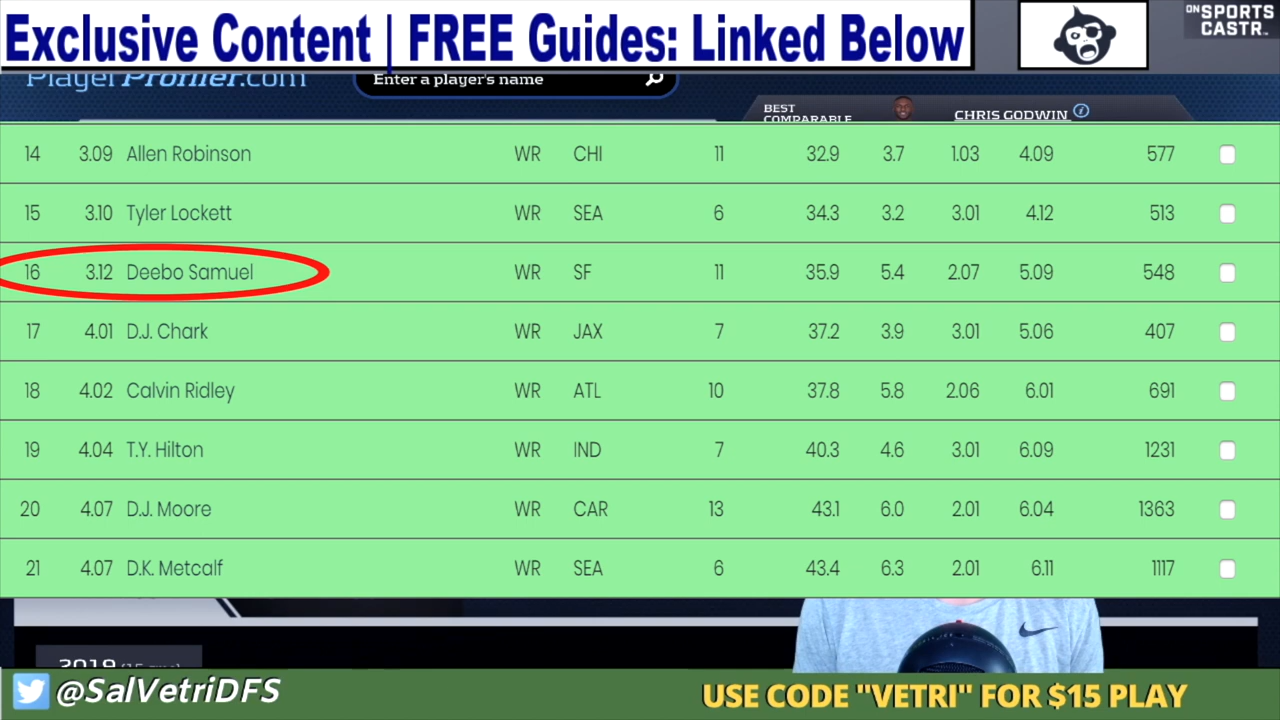 Exclusive Content | FREE Guides: Linked Below
ON SPORTS
CASTR
PlayerProfiler.com
Enter a player's name
BEST
COMPARABLE
CHRIS GODWIN
14 3.09 Allen Robinson WR CHI 11 32.9 3.7 1.03 4.09 577
15 3.10 Tyler Lockett WR SEA 6 34.3 3.2 3.01 4.12 513
16 3.12 Deebo Samuel WR SF 11 35.9 5.4 2.07 5.09 548
17 4.01 D.J. Chark WR JAX 7 37.2 3.9 3.01 5.06 407
18 4.02 Calvin Ridley WR ATL 10 37.8 5.8 2.06 6.01 691
19 4.04 T.Y. Hilton WR IND 7 40.3 4.6 3.01 6.09 1231
20 4.07 D.J. Moore WR CAR 13 43.1 6.0 2.01 6.04 1363
21 4.07 D.K. Metcalf WR SEA 6 43.4 6.3 2.01 6.11 1117
2019
@SalVetriDFS
USE CODE "VETRI" FOR $15 PLAY